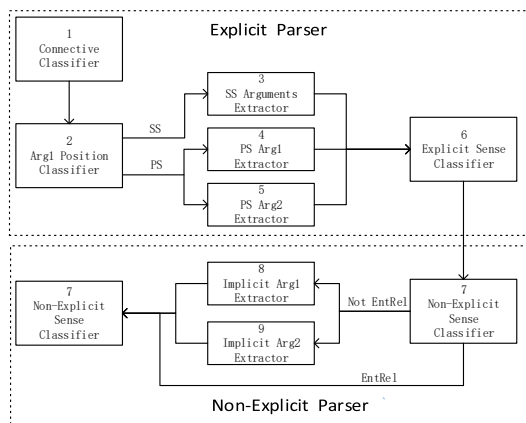 Explicit Parser
1
Connective
Classifier
2
Arg1 Position
Classifier
SS
PS
3
SS Arguments
Extractor
4
PS Arg1
Extractor
5
PS Arg2
Extractor
6
Explicit Sense
Classifier
7
Non-Explicit
Sense
Classifier
8
Implicit Arg1
Extractor
9
Implicit Arg2
Extractor
Not EntRel
7
Non-Explicit
Sense
Classifier
EntRel
Non-Explicit Parser